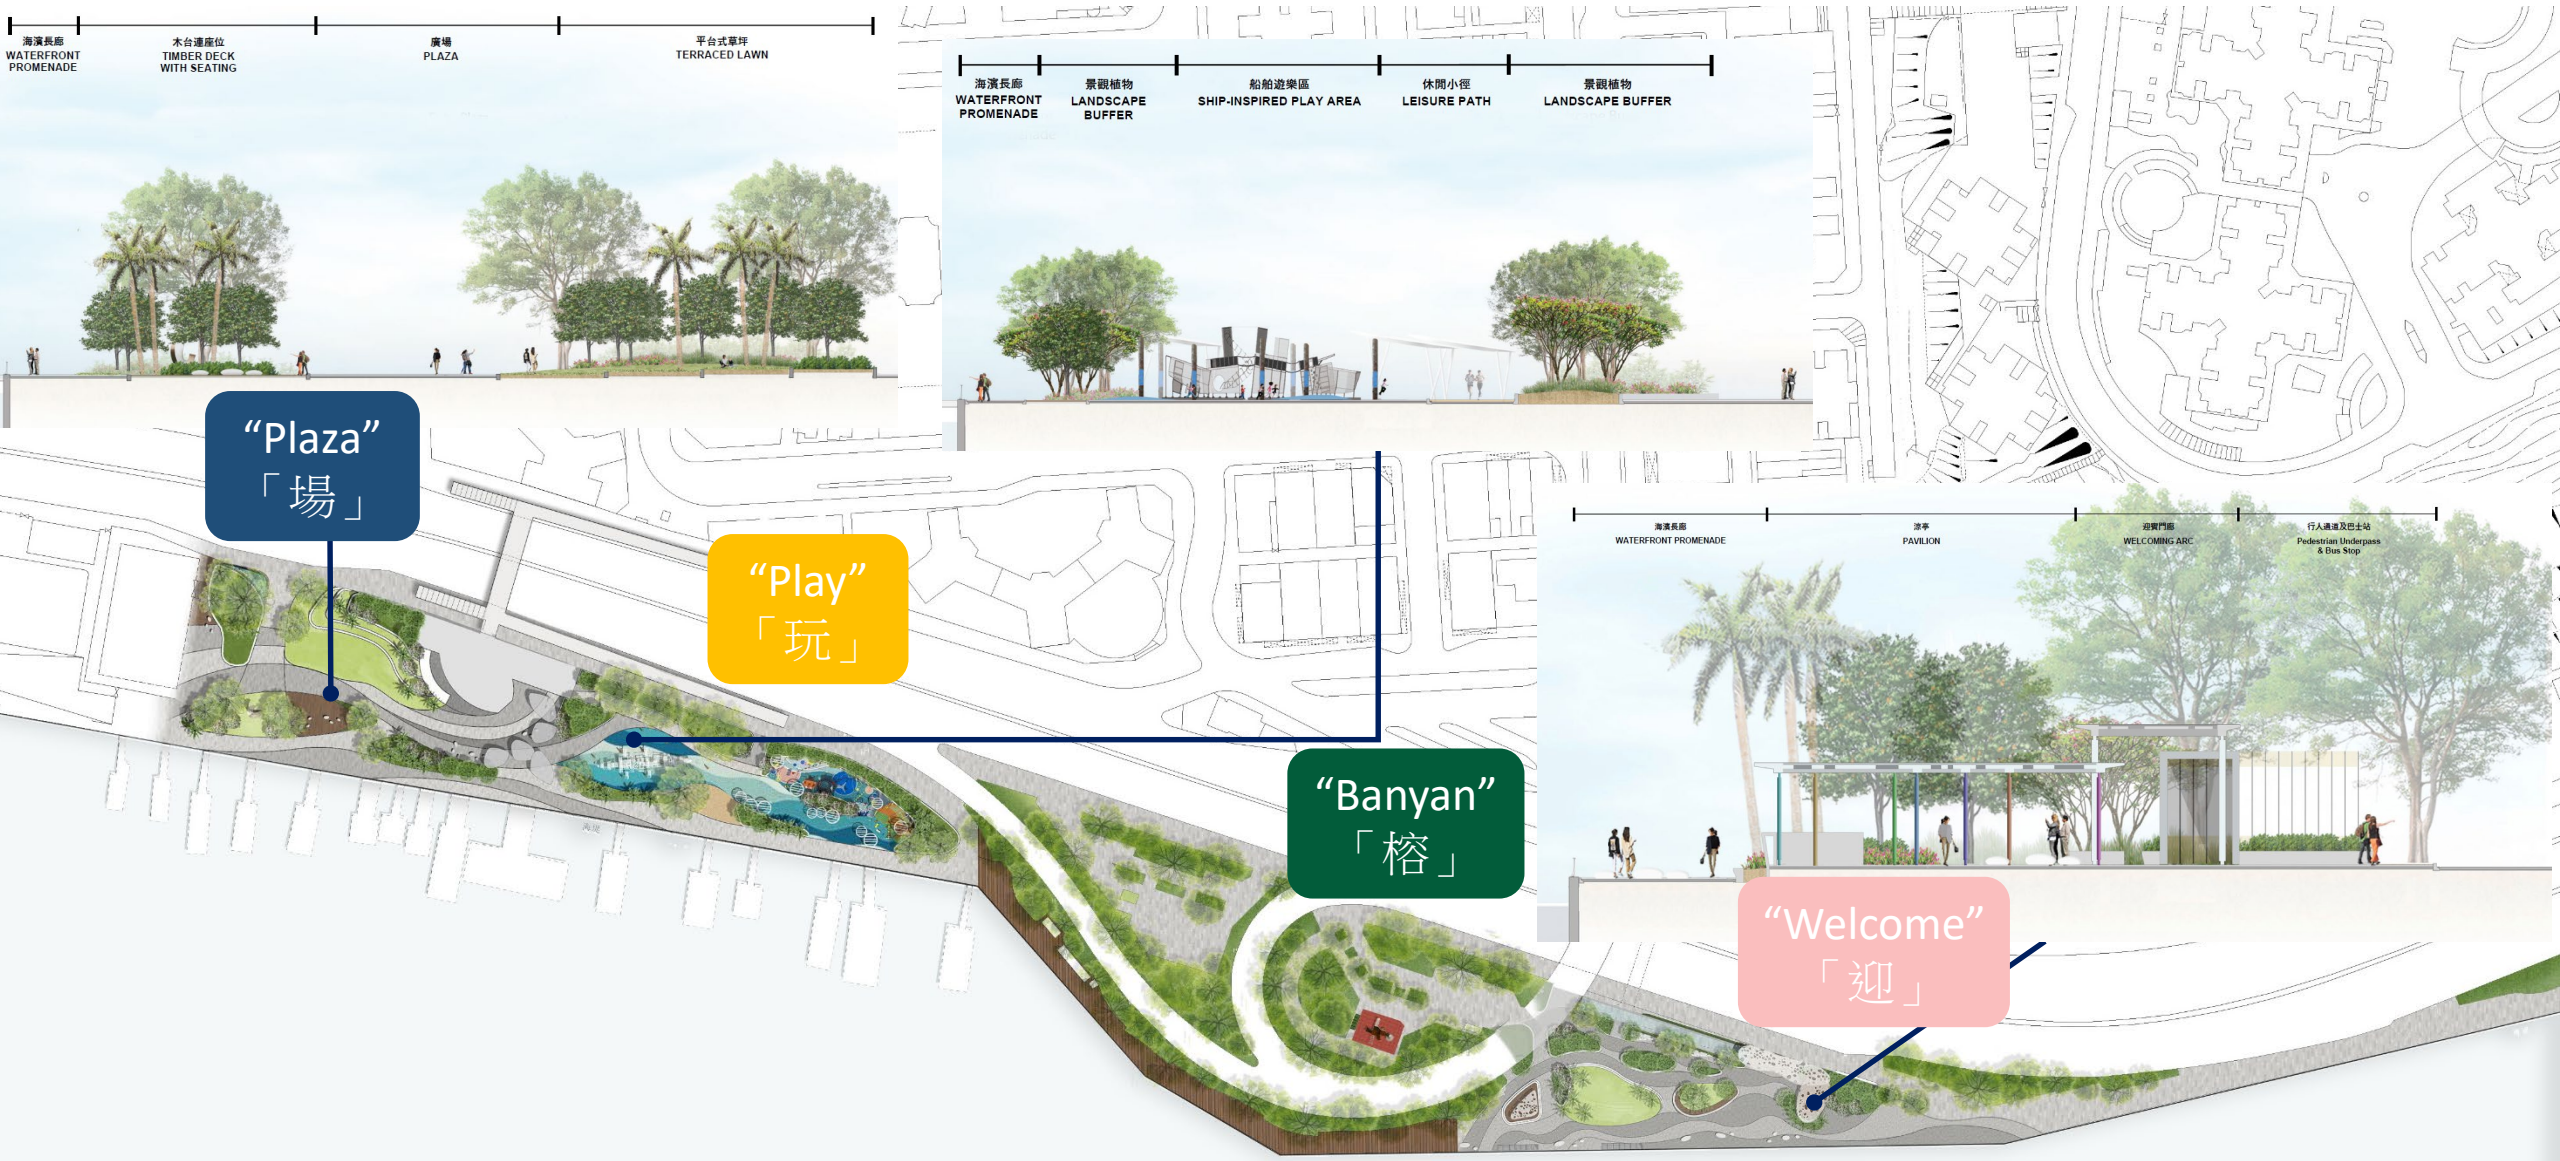 海濱長廊
WATERFRONT
PROMENADE
木台連座位
TIMBER DECK
WITH SEATING
廣場
PLAZA
平台式草坪
TERRACED LAWN
海濱長廊
WATERFRONT
PROMENADE
景觀植物
LANDSCAPE
BUFFER
船舶遊樂區
SHIP-INSPIRED PLAY AREA
休閒小徑
LEISURE PATH
景觀植物
LANDSCAPE BUFFER
“Plaza”
「場」
“Play”
「玩」
海濱長廊
WATERFRONT PROMENADE
涼亭
PAVILION
迎賓門廊
WELCOMING ARC
行人通道及巴士站
Pedestrian Underpass
& Bus Stop
“Banyan”
「榕」
“Welcome”
「迎」